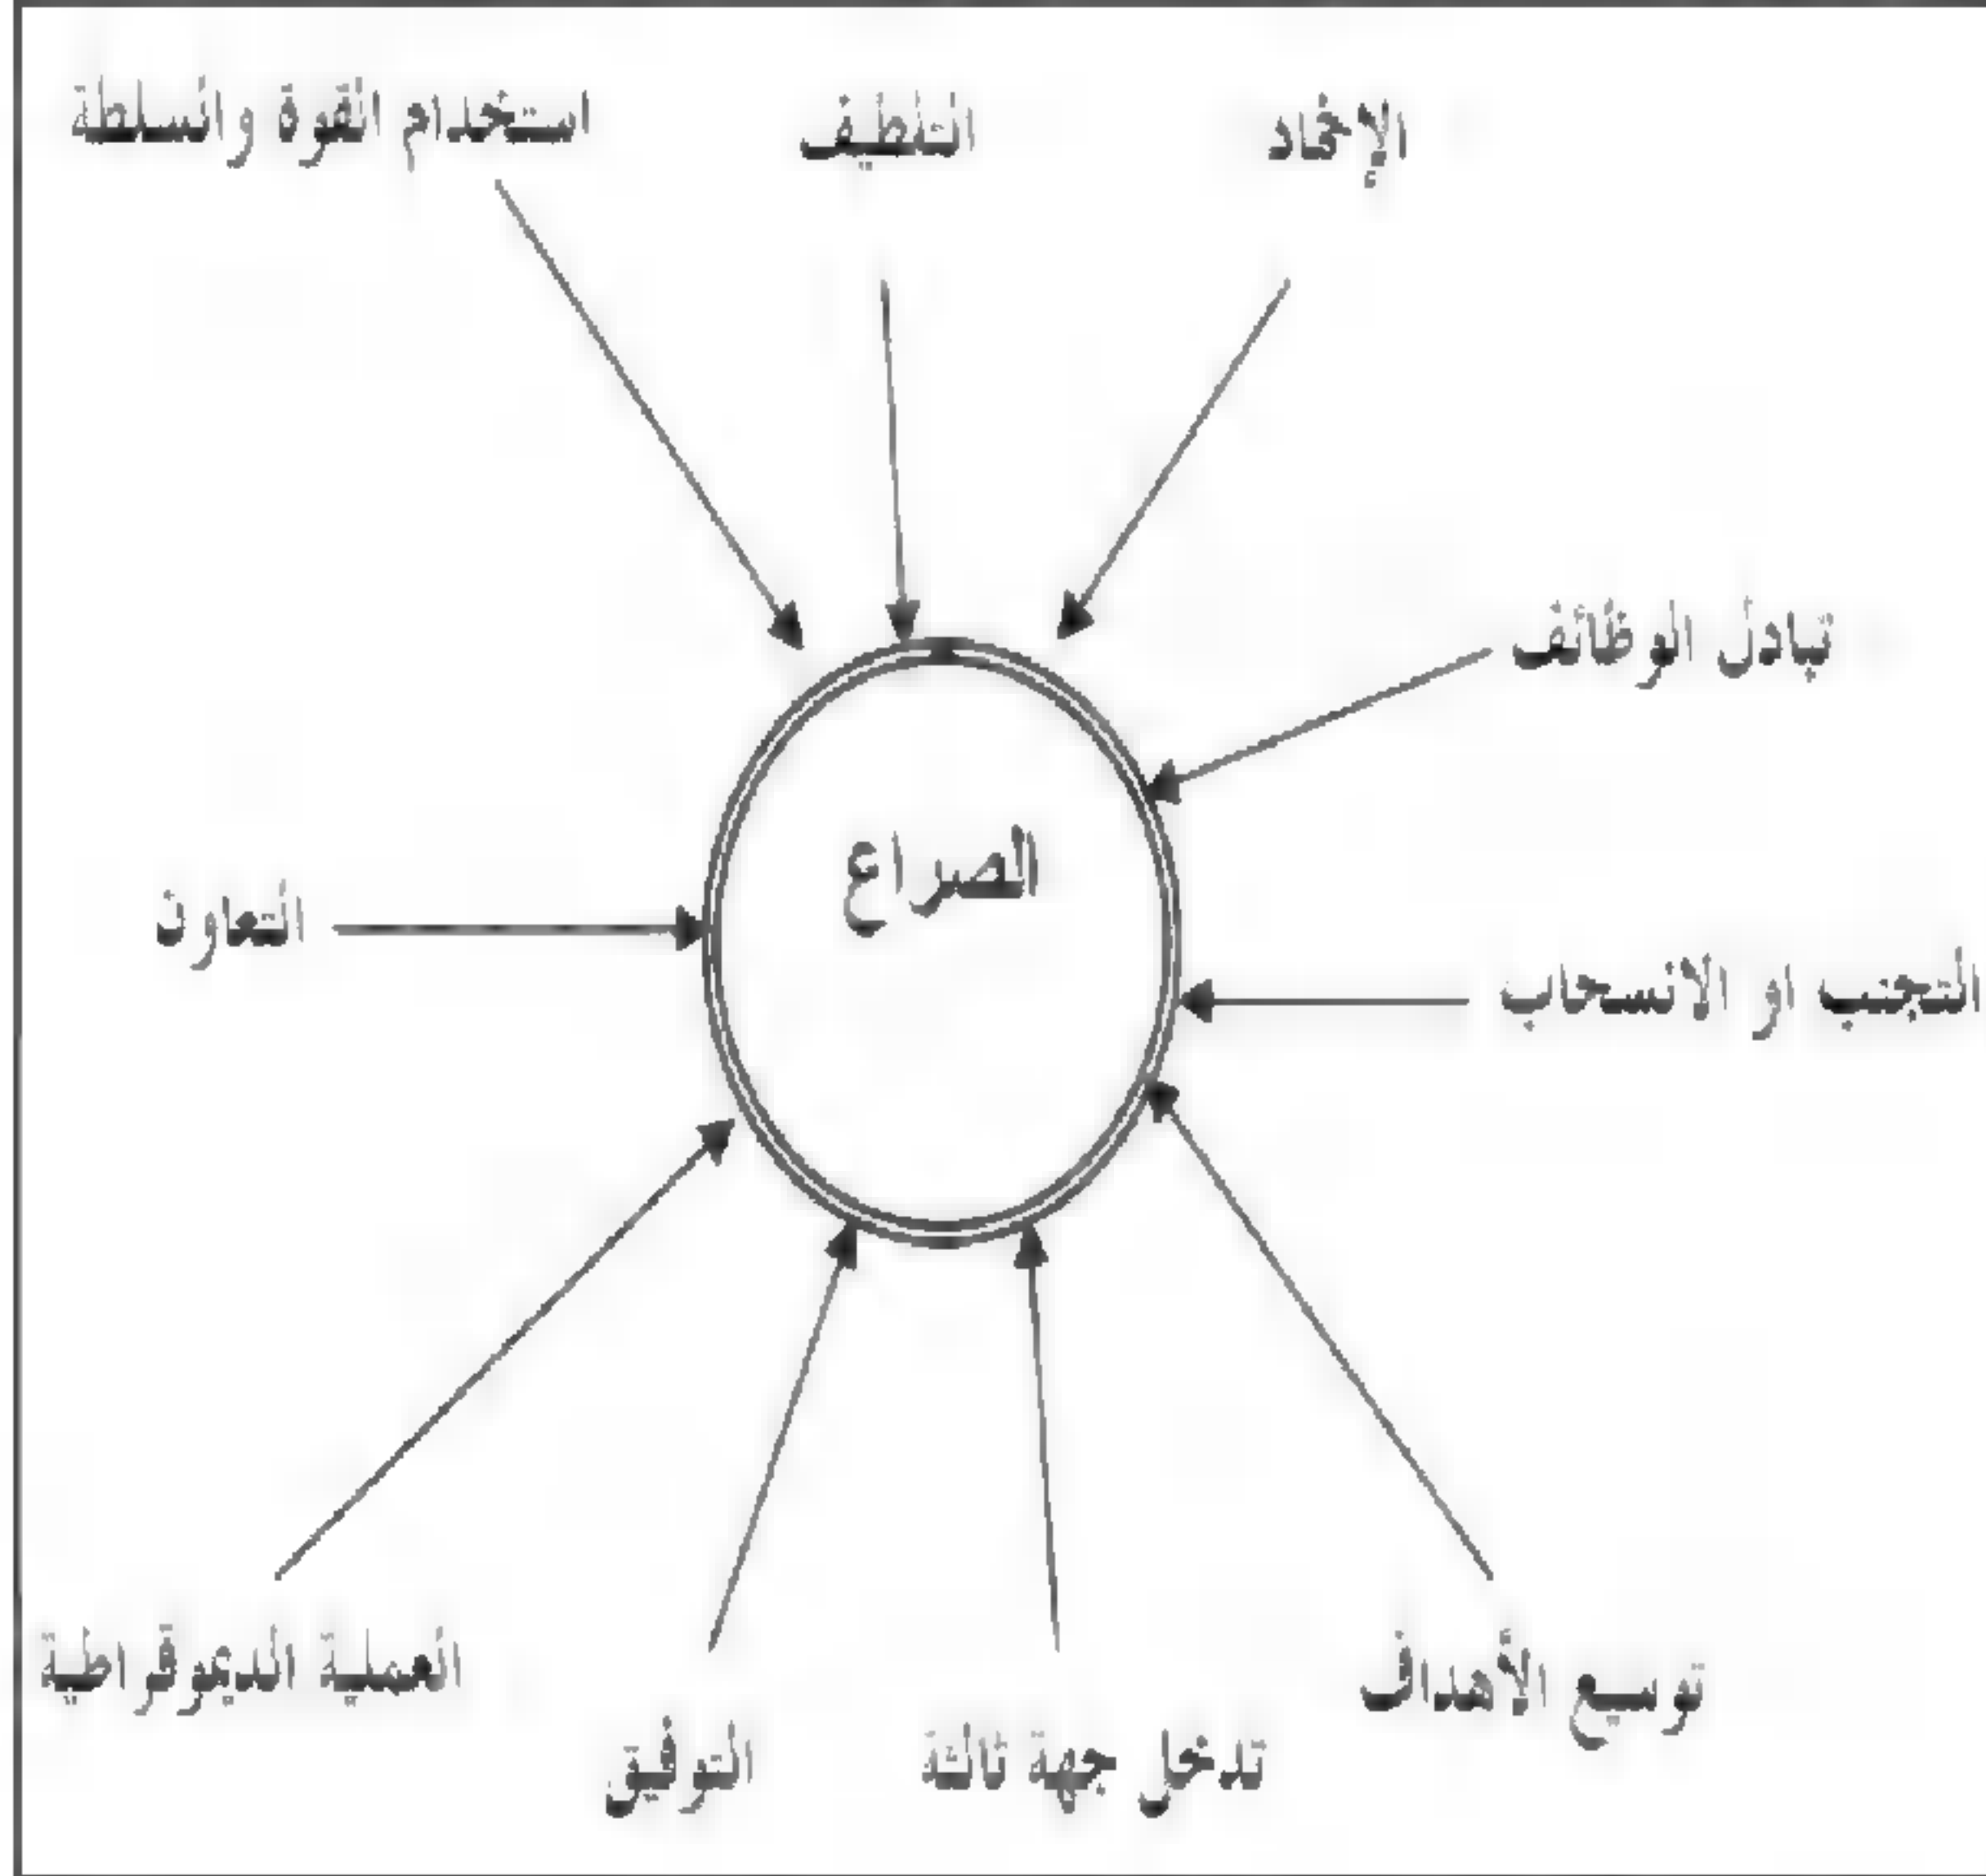 الإخماد
التلطيف
استخدام القوة والسلطة
تبادل الوظائف
الصراع
التعاون
التجنب او الانسحاب
العملية الديموقراطية
توسيع الأهداف
تدخل جهة ثالثة
التوفيق